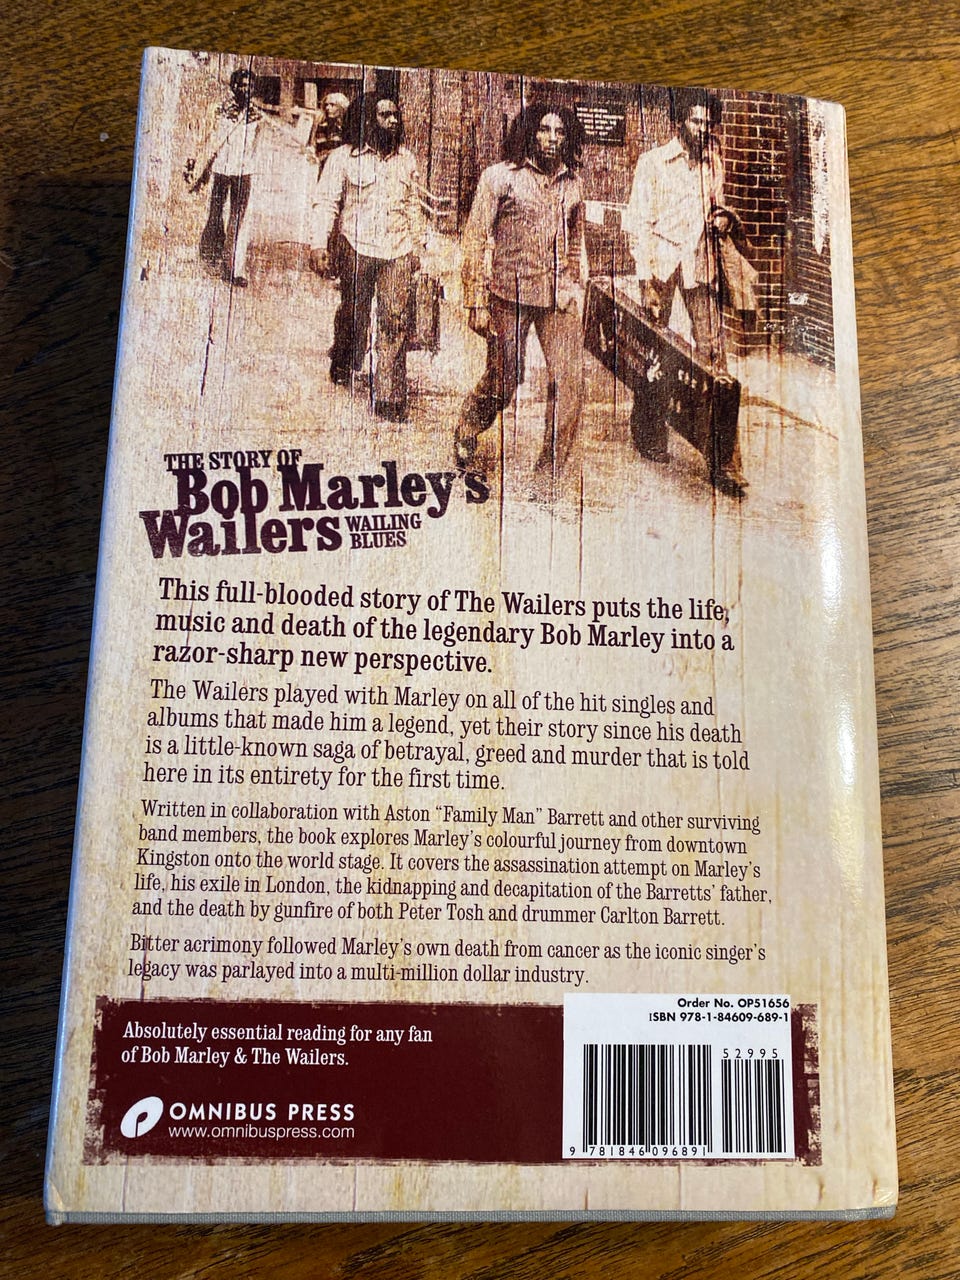 THE STORY OF
Bob Marley's
Wailers WAILING
BLUES
This full-blooded story of The Wailers puts the life,
music and death of the legendary Bob Marley into a
razor-sharp new perspective.
The Wailers played with Marley on all of the hit singles and
albums that made him a legend, yet their story since his death
is a little-known saga of betrayal, greed and murder that is told
here in its entirety for the first time.
Written in collaboration with Aston “Family Man” Barrett and other surviving
band members, the book explores Marley’s colourful journey from downtown
Kingston onto the world stage. It covers the assassination attempt on Marley’s
life, his exile in London, the kidnapping and decapitation of the Barretts’ father,
and the death by gunfire of both Peter Tosh and drummer Carlton Barrett.
Bitter acrimony followed Marley’s own death from cancer as the iconic singer’s
legacy was parlayed into a multi-million dollar industry.
Absolutely essential reading for any fan
of Bob Marley & The Wailers.
OMNIBUS PRESS
www.omnibuspress.com
Order No. OP51656
ISBN 978-1-84609-689-1
52995
9 781846 096891